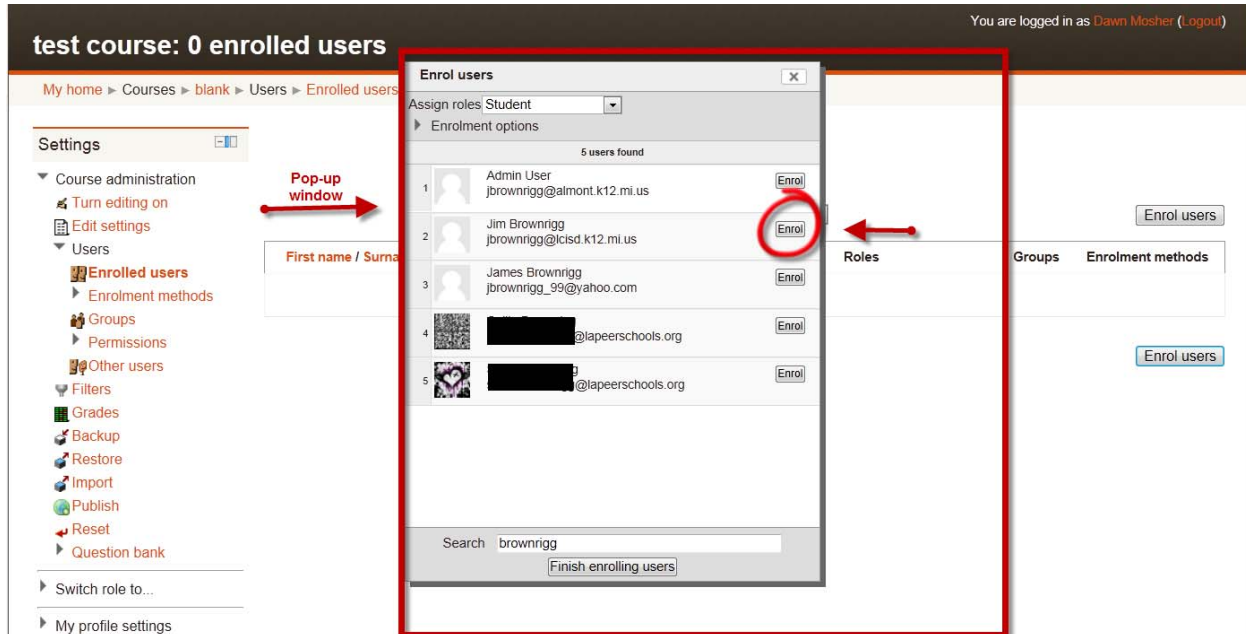 You are logged in as Dawn Mosher (Logout)
test course: 0 enrolled users
My home ► Courses ► blank ► Users ► Enrolled users
Settings
Course administration
Turn editing on
Edit settings
Users
Enrolled users
Enrolment methods
Groups
Permissions
Other users
Filters
Grades
Backup
Restore
Import
Publish
Reset
Question bank
Switch role to...
My profile settings
Pop-up
window
Enrol users
Assign roles Student
Enrolment options
5 users found
1 Admin User
jbrownrigg@almont.k12.mi.us
Enrol
2 Jim Brownrigg
jbrownrigg@lcisd.k12.mi.us
Enrol
3 James Brownrigg
jbrownrigg_99@yahoo.com
Enrol
4
@lapeerschools.org
Enrol
5
@lapeerschools.org
Enrol
Search brownrigg
Finish enrolling users
Enrol users
First name / Surna Roles Groups Enrolment methods
Enrol users